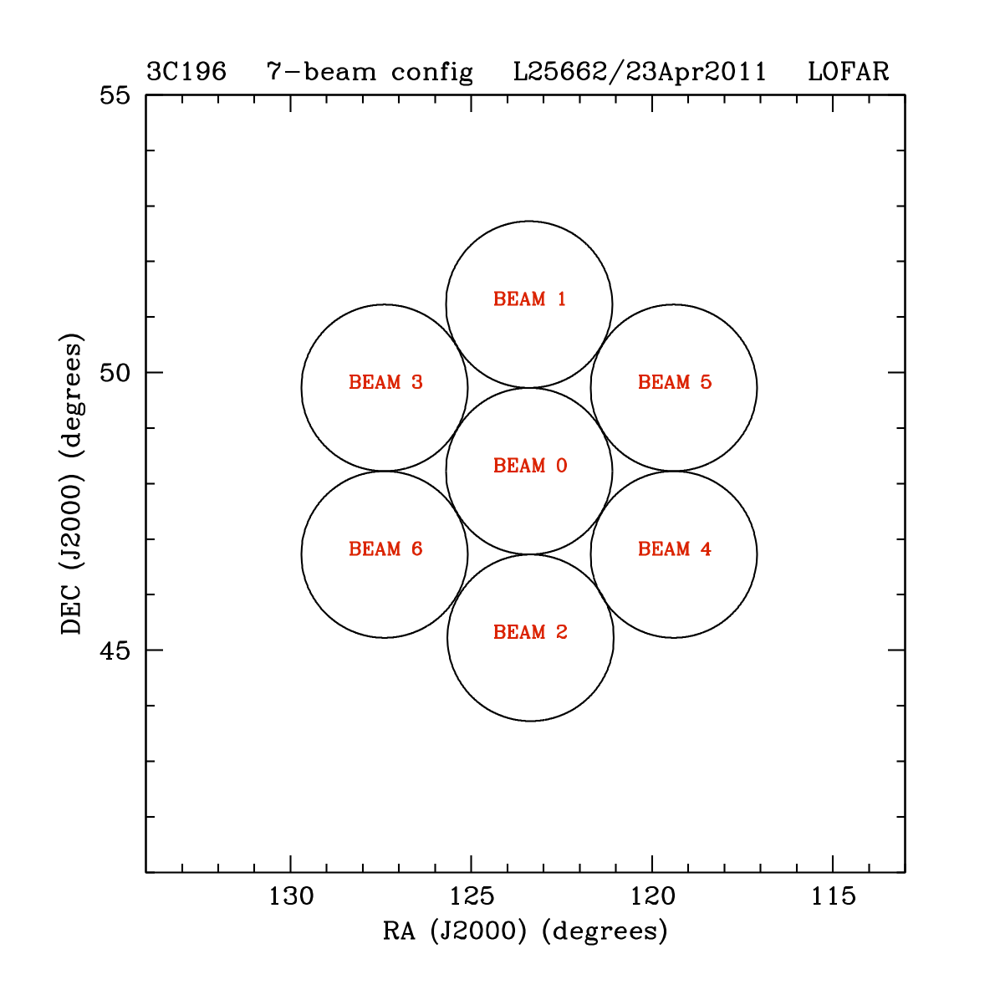 3C196 7-beam config L25662/23Apr2011 LOFAR
55
BEAM 1
DEC (J2000) (degrees)
50
BEAM 3 BEAM 5
BEAM 0
BEAM 6 BEAM 4
BEAM 2
45
130 125 120 115
RA (J2000) (degrees)